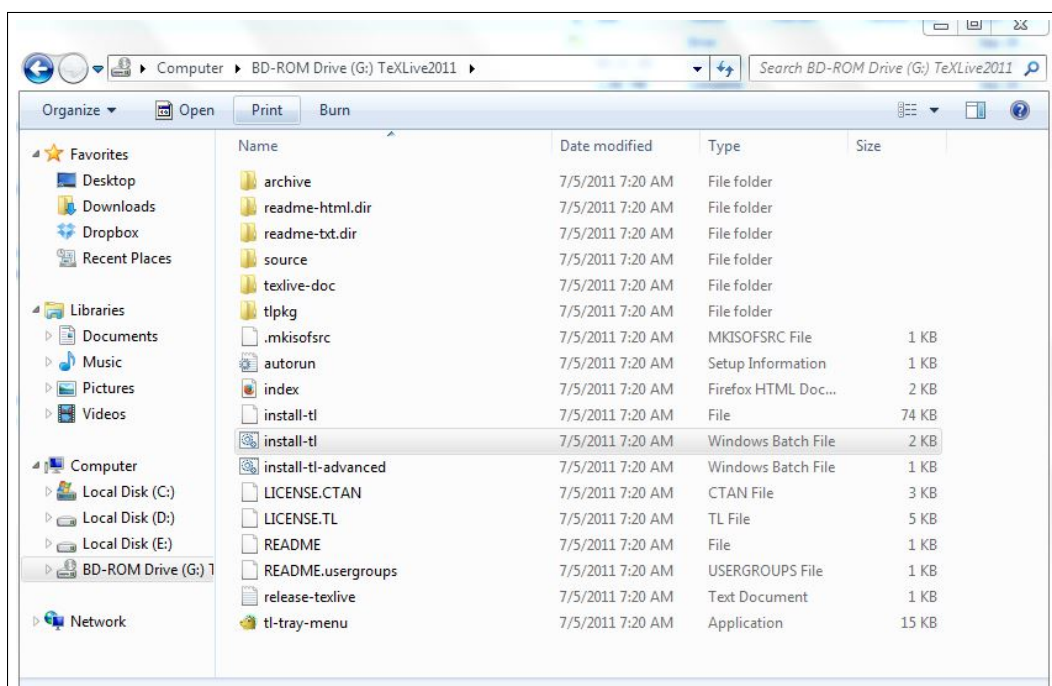 Computer BD-ROM Drive (G:) TeXLive2011
Search BD-ROM Drive (G:) TeXLive2011
Organize Open Print Burn
Favorites
Desktop
Downloads
Dropbox
Recent Places
Libraries
Documents
Music
Pictures
Videos
Computer
Local Disk (C:)
Local Disk (D:)
Local Disk (E:)
BD-ROM Drive (G:) T
Network
Name Date modified Type Size
archive 7/5/2011 7:20 AM File folder
readme-html.dir 7/5/2011 7:20 AM File folder
readme-txt.dir 7/5/2011 7:20 AM File folder
source 7/5/2011 7:20 AM File folder
texlive-doc 7/5/2011 7:20 AM File folder
tlpkg 7/5/2011 7:20 AM File folder
.mkisofsrc 7/5/2011 7:20 AM MKISOFSRC File 1 KB
autorun 7/5/2011 7:20 AM Setup Information 1 KB
index 7/5/2011 7:20 AM Firefox HTML Doc... 2 KB
install-tl 7/5/2011 7:20 AM File 74 KB
install-tl 7/5/2011 7:20 AM Windows Batch File 2 KB
install-tl-advanced 7/5/2011 7:20 AM Windows Batch File 1 KB
LICENSE.CTAN 7/5/2011 7:20 AM CTAN File 3 KB
LICENSE.TL 7/5/2011 7:20 AM TL File 5 KB
README 7/5/2011 7:20 AM File 1 KB
README.usergroups 7/5/2011 7:20 AM USERGROUPS File 1 KB
release-texlive 7/5/2011 7:20 AM Text Document 1 KB
tl-tray-menu 7/5/2011 7:20 AM Application 15 KB